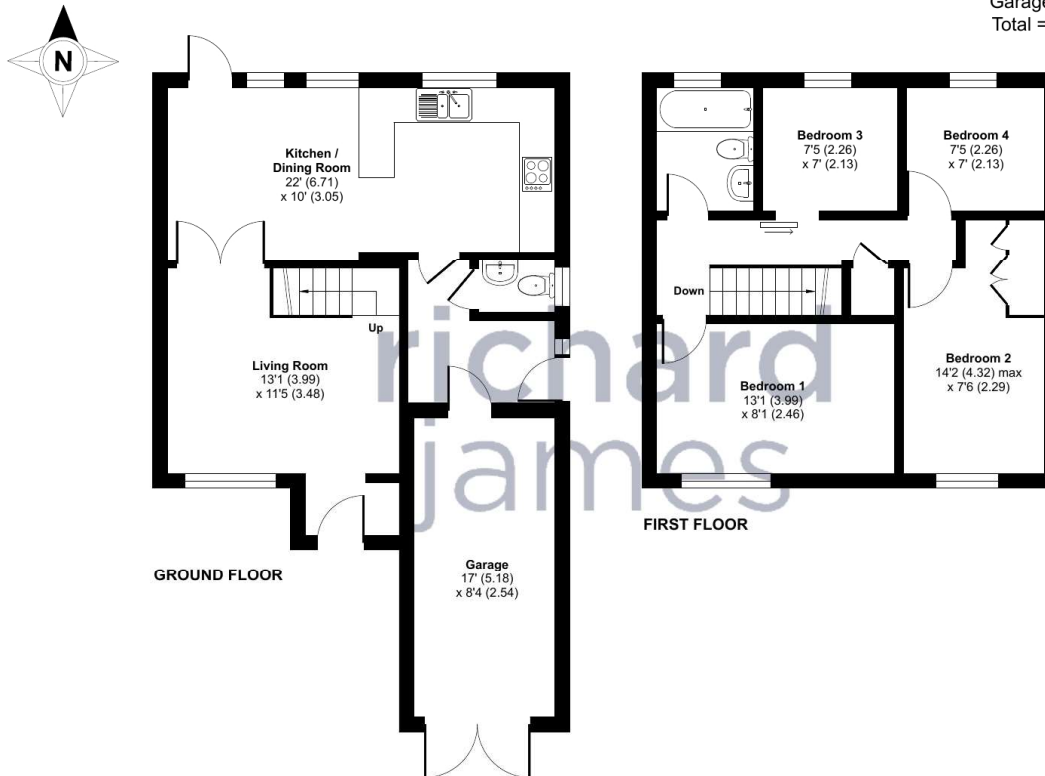 Garage
Total =
N
Kitchen /
Dining Room
22' (6.71)
x 10' (3.05)
Up
Living Room
13'1 (3.99)
x 11'5 (3.48)
Garage
17' (5.18)
x 8'4 (2.54)
GROUND FLOOR
Bedroom 3
7'5 (2.26)
x 7' (2.13)
Bedroom 4
7'5 (2.26)
x 7' (2.13)
Down
Bedroom 1
13'1 (3.99)
x 8'1 (2.46)
Bedroom 2
14'2 (4.32) max
x 7'6 (2.29)
FIRST FLOOR
richard
james